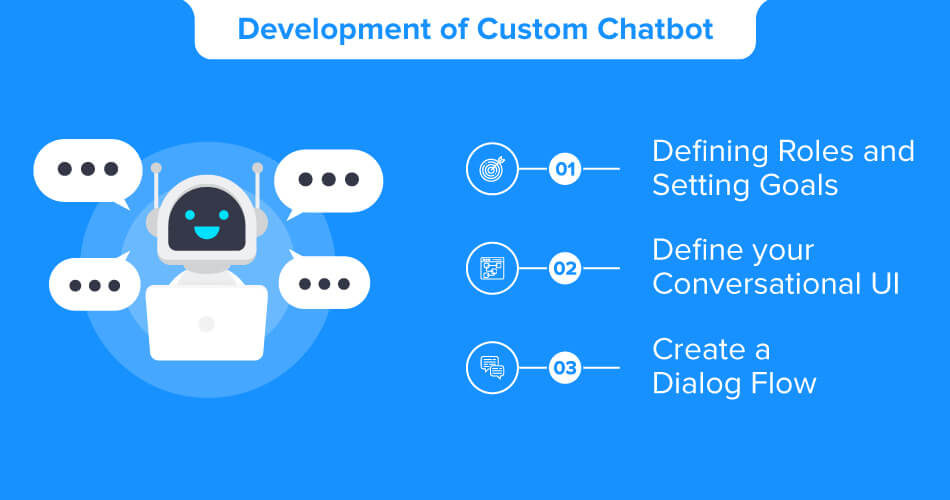 Development of Custom Chatbot
01
Defining Roles and
Setting Goals
02
Define your
Conversational UI
03
Create a
Dialog Flow